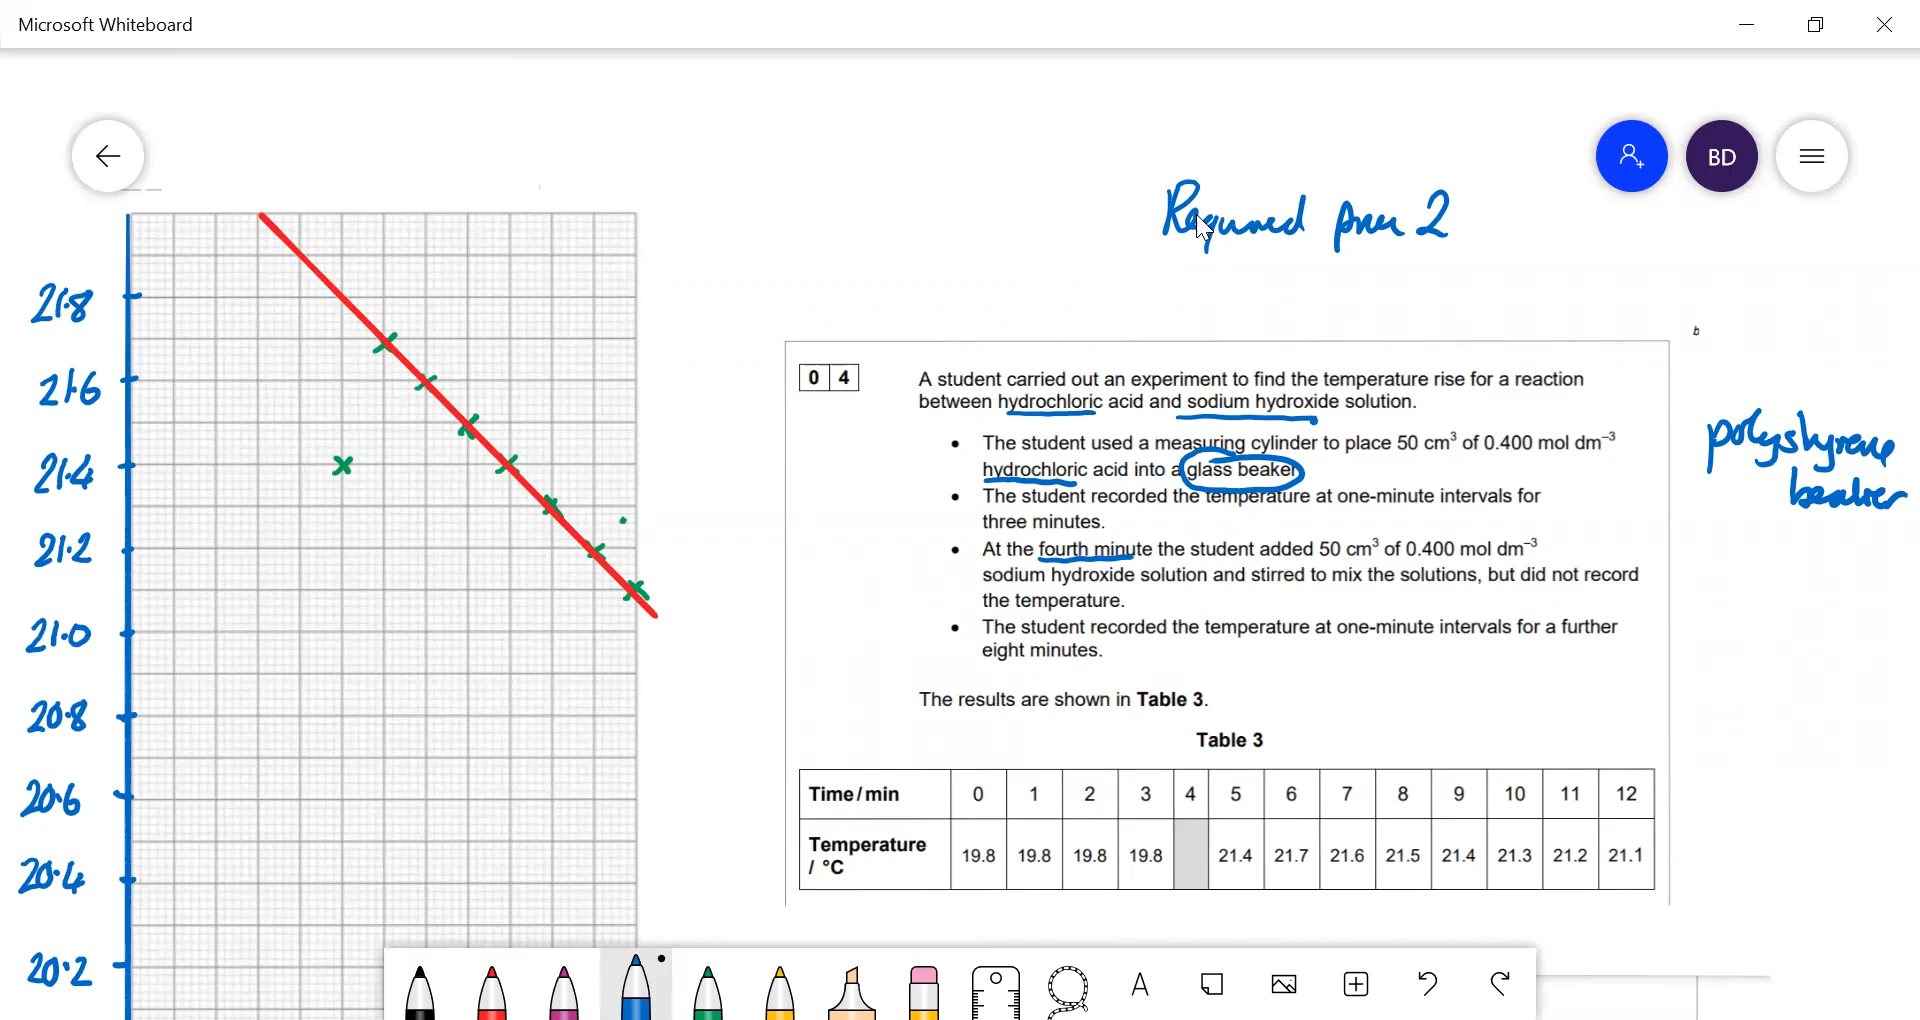 Microsoft Whiteboard
BD
Required prac 2
21.8
21.6
21.4
21.2
21.0
20.8
20.6
20.4
20.2
b
0 4
A student carried out an experiment to find the temperature rise for a reaction
between hydrochloric acid and sodium hydroxide solution.
• The student used a measuring cylinder to place 50 cm³ of 0.400 mol dm⁻³
hydrochloric acid into a glass beaker
• The student recorded the temperature at one-minute intervals for
three minutes.
• At the fourth minute the student added 50 cm³ of 0.400 mol dm⁻³
sodium hydroxide solution and stirred to mix the solutions, but did not record
the temperature.
• The student recorded the temperature at one-minute intervals for a further
eight minutes.
polystyrene
beaker
The results are shown in Table 3.
Table 3
Time / min 0 1 2 3 4 5 6 7 8 9 10 11 12
Temperature
/ °C 19.8 19.8 19.8 19.8 21.4 21.7 21.6 21.5 21.4 21.3 21.2 21.1